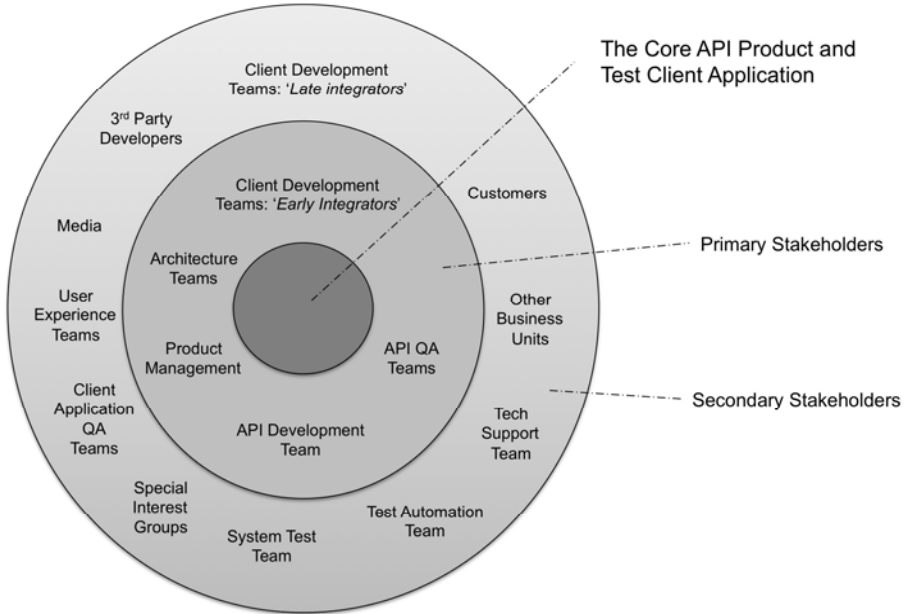 Client Development
Teams: ‘Late integrators’
The Core API Product and
Test Client Application
3rd Party
Developers
Client Development
Teams: ‘Early Integrators’
Customers
Media
Primary Stakeholders
Architecture
Teams
User
Experience
Teams
Other
Business
Units
Product
Management
API QA
Teams
Client
Application
QA
Teams
Secondary Stakeholders
API Development
Team
Tech
Support
Team
Special
Interest
Groups
System Test
Team
Test Automation
Team